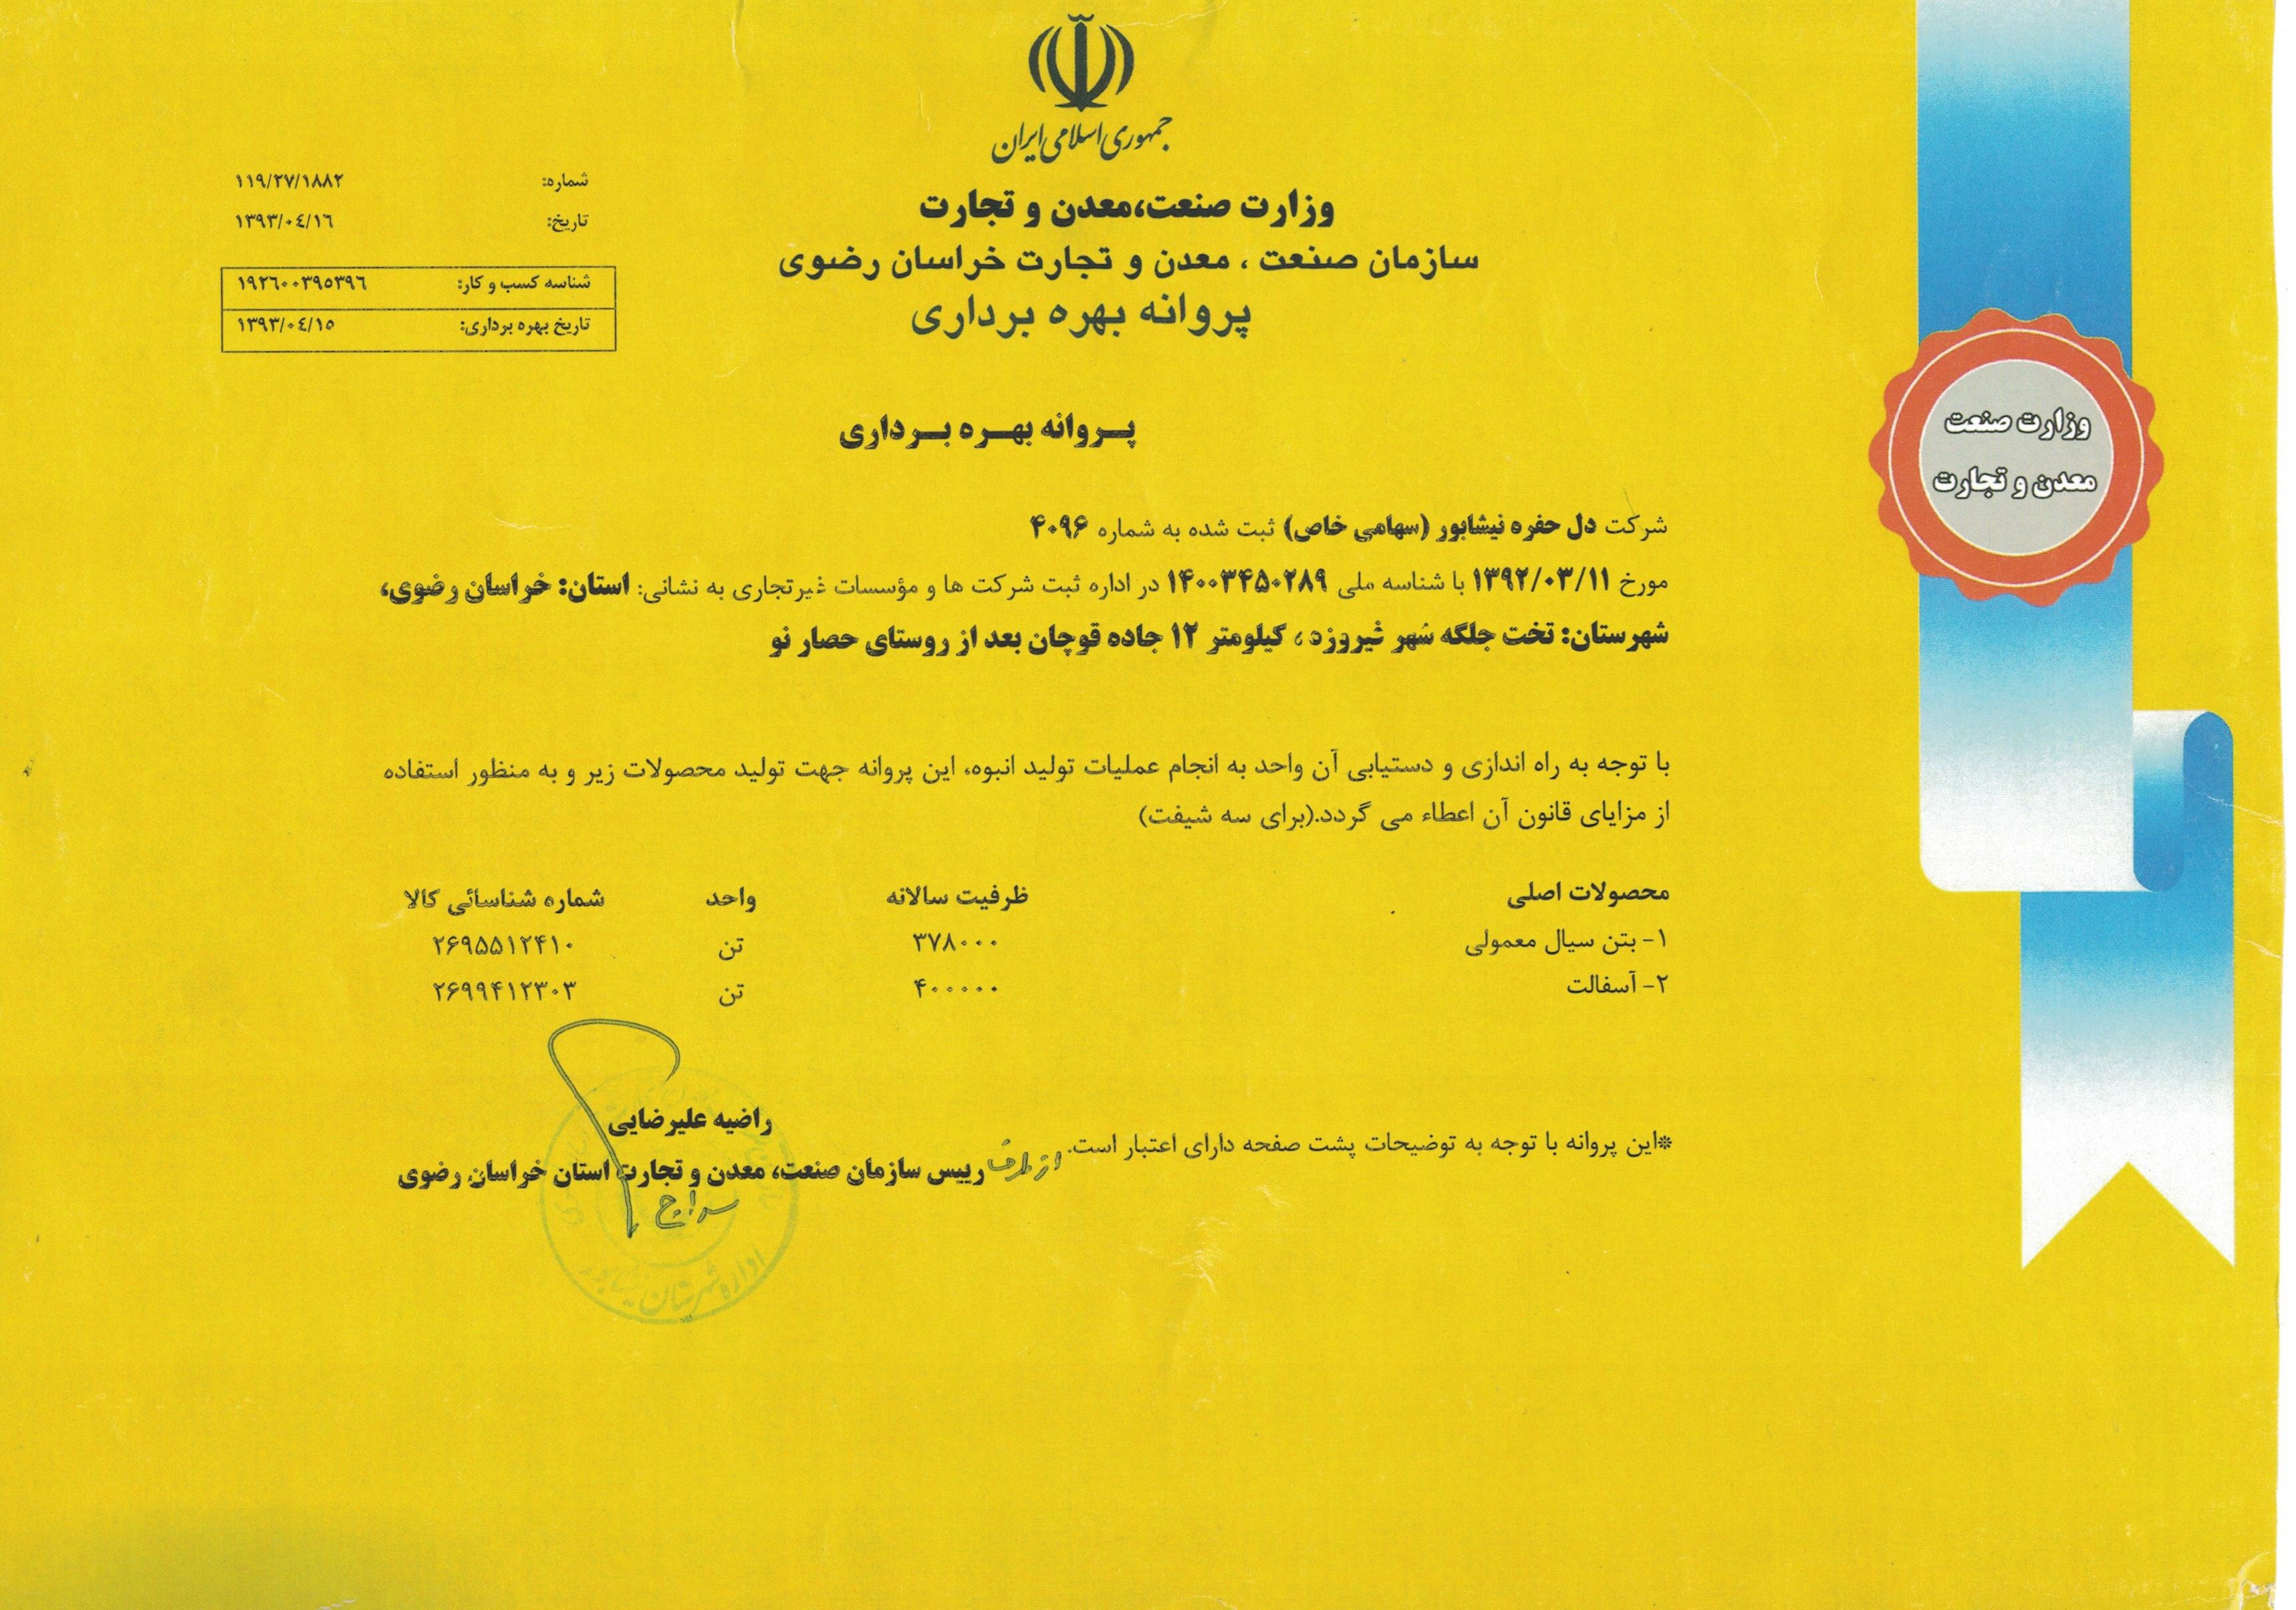 جمهوری اسلامی ایران
وزارت صنعت،معدن و تجارت
سازمان صنعت ، معدن و تجارت خراسان رضوی
پروانه بهره برداری
شماره: ۱۱۹/۲۷/۱۸۸۲
تاریخ: ۱۳۹۳/۰٤/۱٦
شناسه کسب و کار: ۱۹۲٦۰۰۳۹۵۳۹٦
تاریخ بهره برداری: ۱۳۹۳/۰٤/۱۵
وزارت صنعت
معدن و تجارت
پروانه بهره برداری
شرکت دل حفره نیشابور (سهامی خاص) ثبت شده به شماره ۴۰۹۶
مورخ ۱۳۹۲/۰۳/۱۱ با شناسه ملی ۱۴۰۰۳۴۵۰۲۸۹ در اداره ثبت شرکت ها و مؤسسات غیرتجاری به نشانی: استان: خراسان رضوی،
شهرستان: تخت جلگه شهر فیروزه ، کیلومتر ۱۲ جاده قوچان بعد از روستای حصار نو
با توجه به راه اندازی و دستیابی آن واحد به انجام عملیات تولید انبوه، این پروانه جهت تولید محصولات زیر و به منظور استفاده
از مزایای قانون آن اعطاء می گردد.(برای سه شیفت)
محصولات اصلی ظرفیت سالانه واحد شماره شناسائی کالا
۱- بتن سیال معمولی ۳۷۸۰۰۰ تن ۲۶۹۵۵۱۲۴۱۰
۲- آسفالت ۴۰۰۰۰۰ تن ۲۶۹۹۴۱۲۳۰۳
*این پروانه با توجه به توضیحات پشت صفحه دارای اعتبار است.
راضیه علیرضایی
از طرف رییس سازمان صنعت، معدن و تجارت استان خراسان رضوی
سراج
اداره شهرستان نیشابور